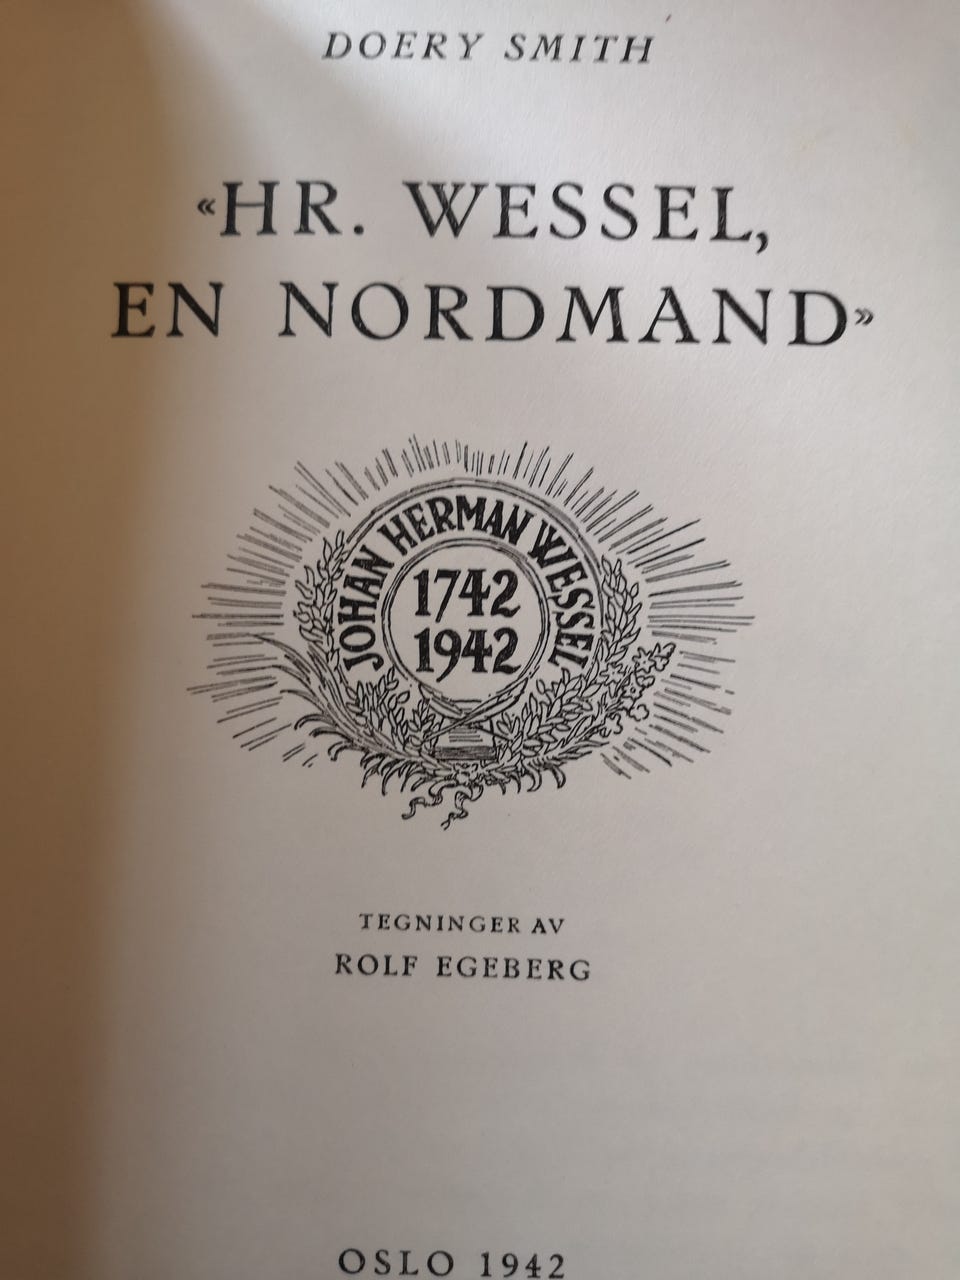 DOERY SMITH
«HR. WESSEL,
EN NORDMAND»
JOHAN HERMAN WESSEL
1742
1942
TEGNINGER AV
ROLF EGEBERG
OSLO 1942